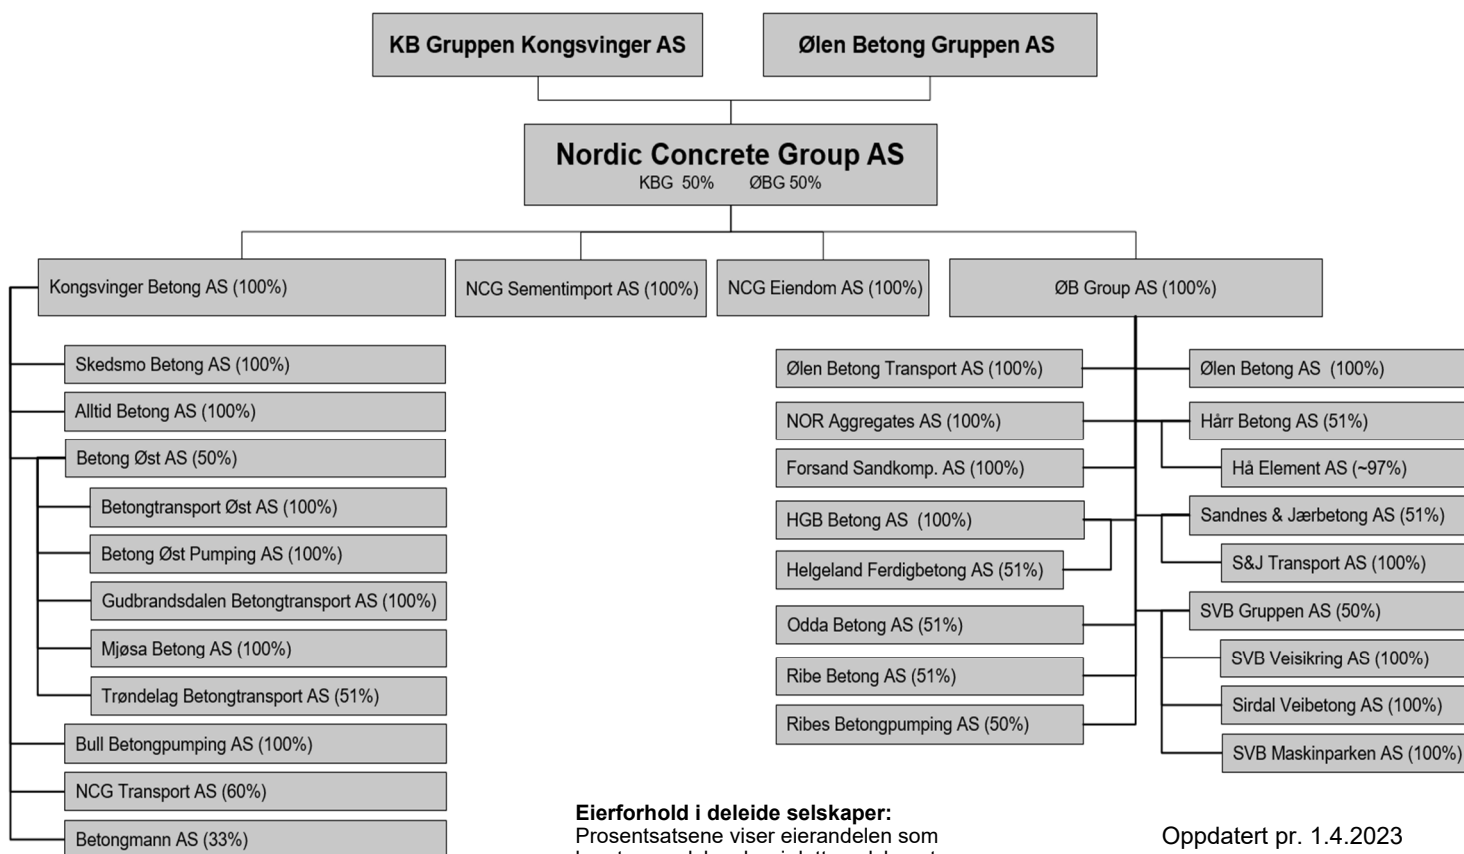 KB Gruppen Kongsvinger AS
Ølen Betong Gruppen AS
Nordic Concrete Group AS
KBG 50% ØBG 50%
Kongsvinger Betong AS (100%)
NCG Sementimport AS (100%)
NCG Eiendom AS (100%)
ØB Group AS (100%)
Skedsmo Betong AS (100%)
Alltid Betong AS (100%)
Betong Øst AS (50%)
Betongtransport Øst AS (100%)
Betong Øst Pumping AS (100%)
Gudbrandsdalen Betongtransport AS (100%)
Mjøsa Betong AS (100%)
Trøndelag Betongtransport AS (51%)
Bull Betongpumping AS (100%)
NCG Transport AS (60%)
Betongmann AS (33%)
Ølen Betong Transport AS (100%)
NOR Aggregates AS (100%)
Forsand Sandkomp. AS (100%)
HGB Betong AS (100%)
Helgeland Ferdigbetong AS (51%)
Odda Betong AS (51%)
Ribe Betong AS (51%)
Ribes Betongpumping AS (50%)
Ølen Betong AS (100%)
Hårr Betong AS (51%)
Hå Element AS (~97%)
Sandnes & Jærbetong AS (51%)
S&J Transport AS (100%)
SVB Gruppen AS (50%)
SVB Veisikring AS (100%)
Sirdal Veibetong AS (100%)
SVB Maskinparken AS (100%)
Eierforhold i deleide selskaper:
Prosentsatsene viser eierandelen som
Oppdatert pr. 1.4.2023